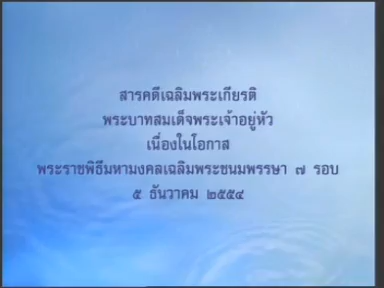 สารคดีเฉลิมพระเกียรติ
พระบาทสมเด็จพระเจ้าอยู่หัว
เนื่องในโอกาส
พระราชพิธีมหามงคลเฉลิมพระชนมพรรษา ๗ รอบ
๕ ธันวาคม ๒๕๕๔